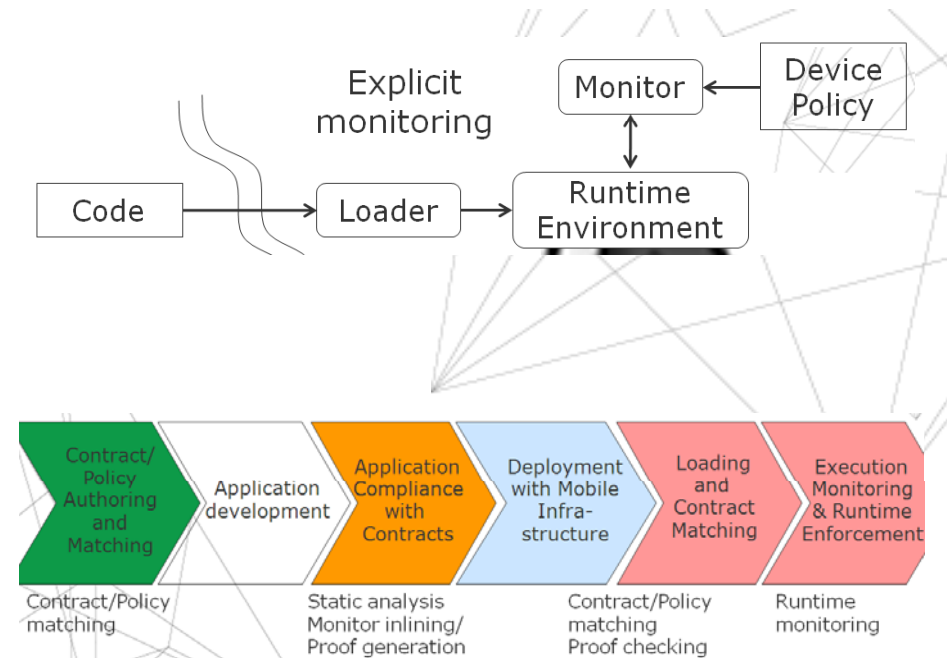 Explicit
monitoring
Monitor
Device
Policy
Code
Loader
Runtime
Environment
Contract/
Policy
Authoring
and
Matching
Application
development
Application
Compliance
with
Contracts
Deployment
with Mobile
Infra-
structure
Loading
and
Contract
Matching
Execution
Monitoring
& Runtime
Enforcement
Contract/Policy
matching
Static analysis
Monitor inlining/
Proof generation
Contract/Policy
matching
Proof checking
Runtime
monitoring